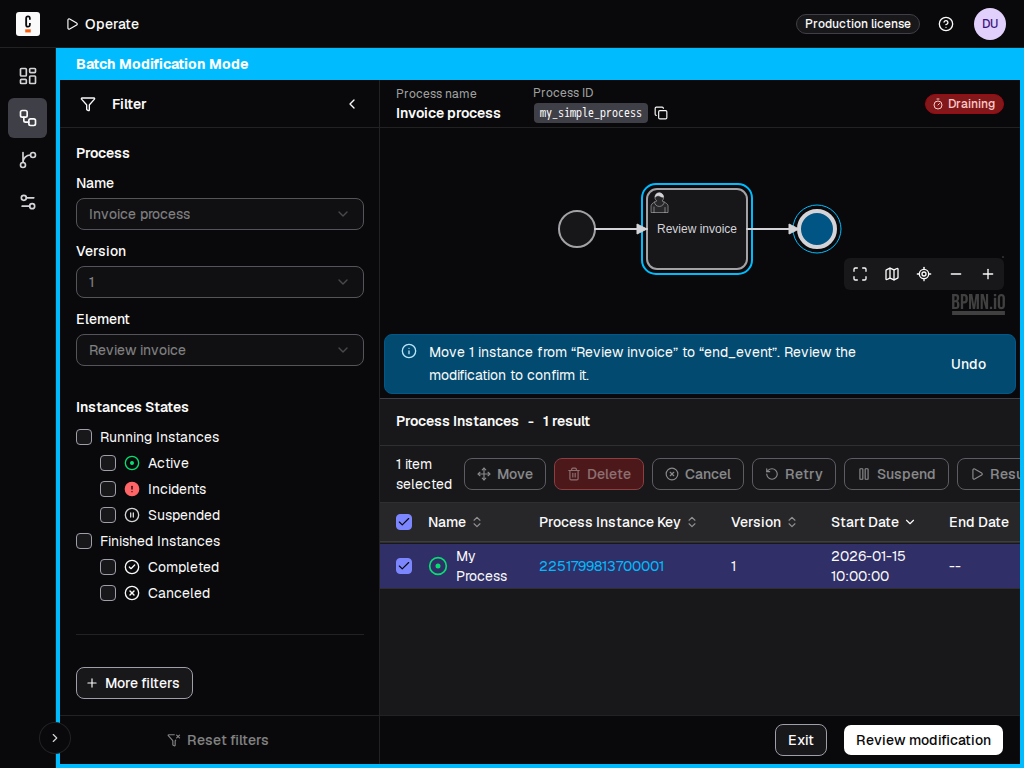 C
Operate
Production license
DU
Batch Modification Mode
Filter
Process name
Invoice process
Process ID
my_simple_process
Draining
Process
Name
Invoice process
Version
1
Element
Review invoice
Review invoice
BPMN.iO
Move 1 instance from “Review invoice” to “end_event”. Review the
modification to confirm it.
Undo
Instances States
Running Instances
Active
Incidents
Suspended
Finished Instances
Completed
Canceled
More filters
Reset filters
Process Instances - 1 result
1 item
selected
Move
Delete
Cancel
Retry
Suspend
Resu
Name
Process Instance Key
Version
Start Date
End Date
My
Process
2251799813700001
1
2026-01-15
10:00:00
--
Exit
Review modification